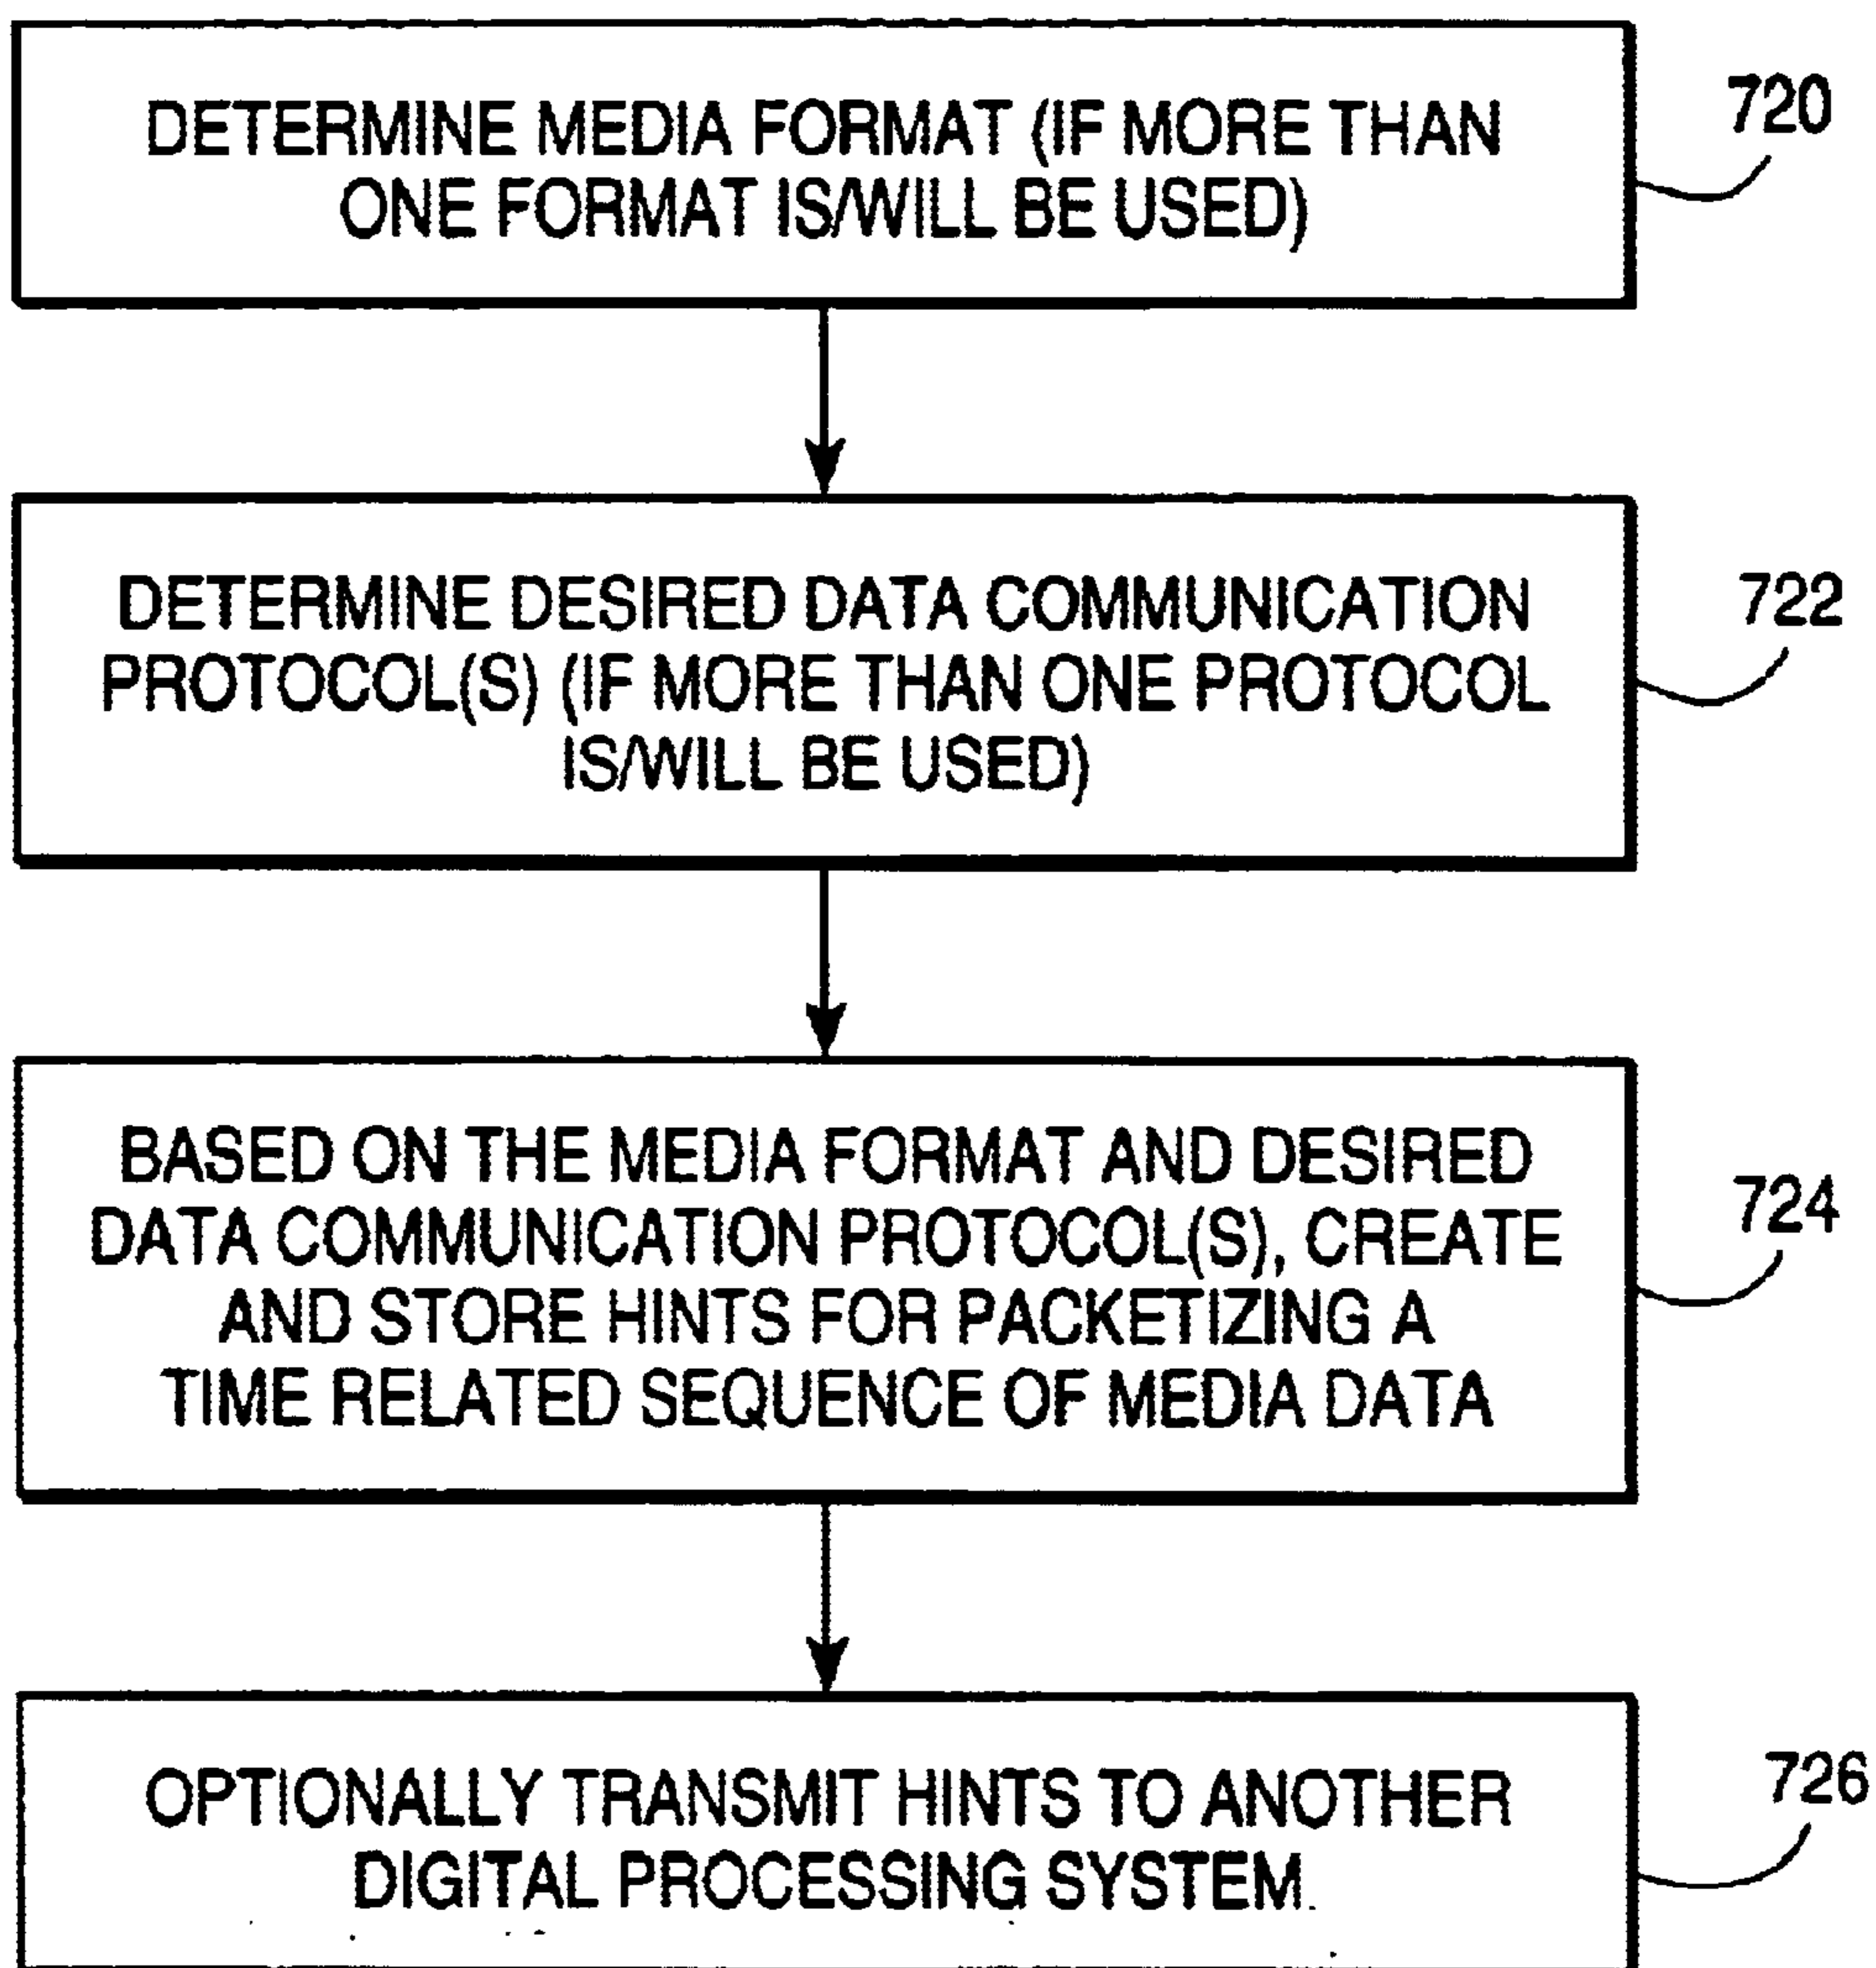 DETERMINE MEDIA FORMAT (IF MORE THAN
ONE FORMAT IS/WILL BE USED)
720
DETERMINE DESIRED DATA COMMUNICATION
PROTOCOL(S) (IF MORE THAN ONE PROTOCOL
IS/WILL BE USED)
722
BASED ON THE MEDIA FORMAT AND DESIRED
DATA COMMUNICATION PROTOCOL(S), CREATE
AND STORE HINTS FOR PACKETIZING A
TIME RELATED SEQUENCE OF MEDIA DATA
724
OPTIONALLY TRANSMIT HINTS TO ANOTHER
DIGITAL PROCESSING SYSTEM.
726